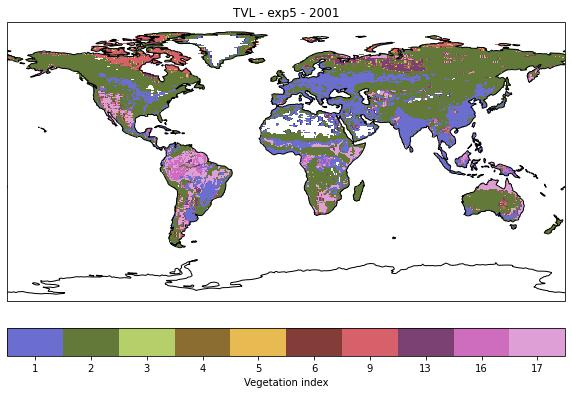 TVL - exp5 - 2001
1 2 3 4 5 6 9 13 16 17
Vegetation index